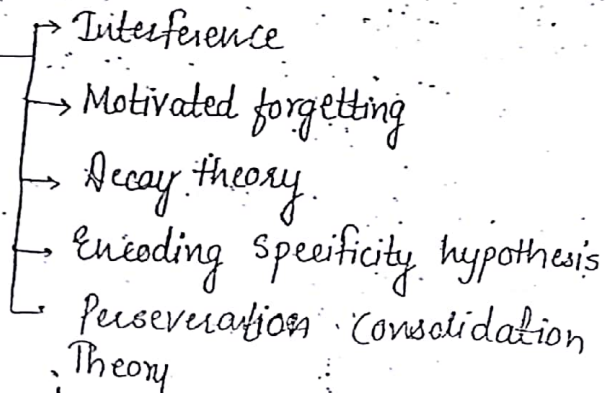 Interference
Motivated forgetting
Decay theory.
Encoding specificity hypothesis
Perseveration consolidation
Theory